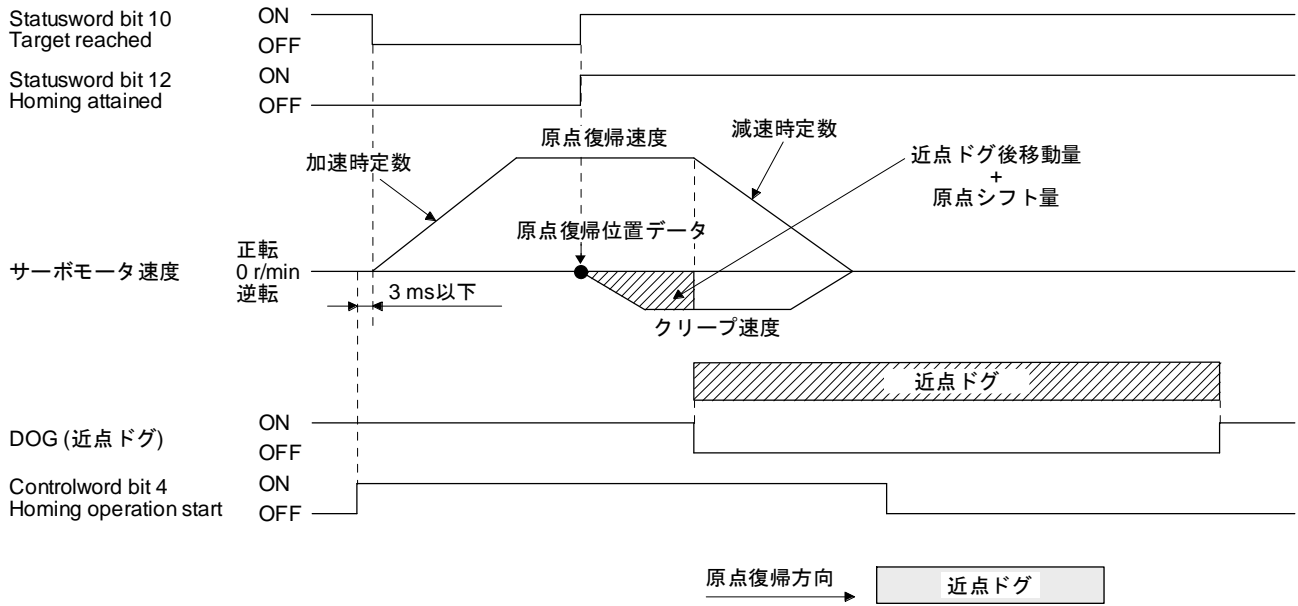 Statusword bit 10
Target reached
ON
OFF
Statusword bit 12
Homing attained
ON
OFF
原点復帰速度
減速時定数
加速時定数
近点ドグ後移動量
+
原点シフト量
原点復帰位置データ
サーボモータ速度
正転
0 r/min
逆転
3 ms以下
クリープ速度
近点ドグ
DOG (近点ドグ)
ON
OFF
Controlword bit 4
Homing operation start
ON
OFF
原点復帰方向
近点ドグ